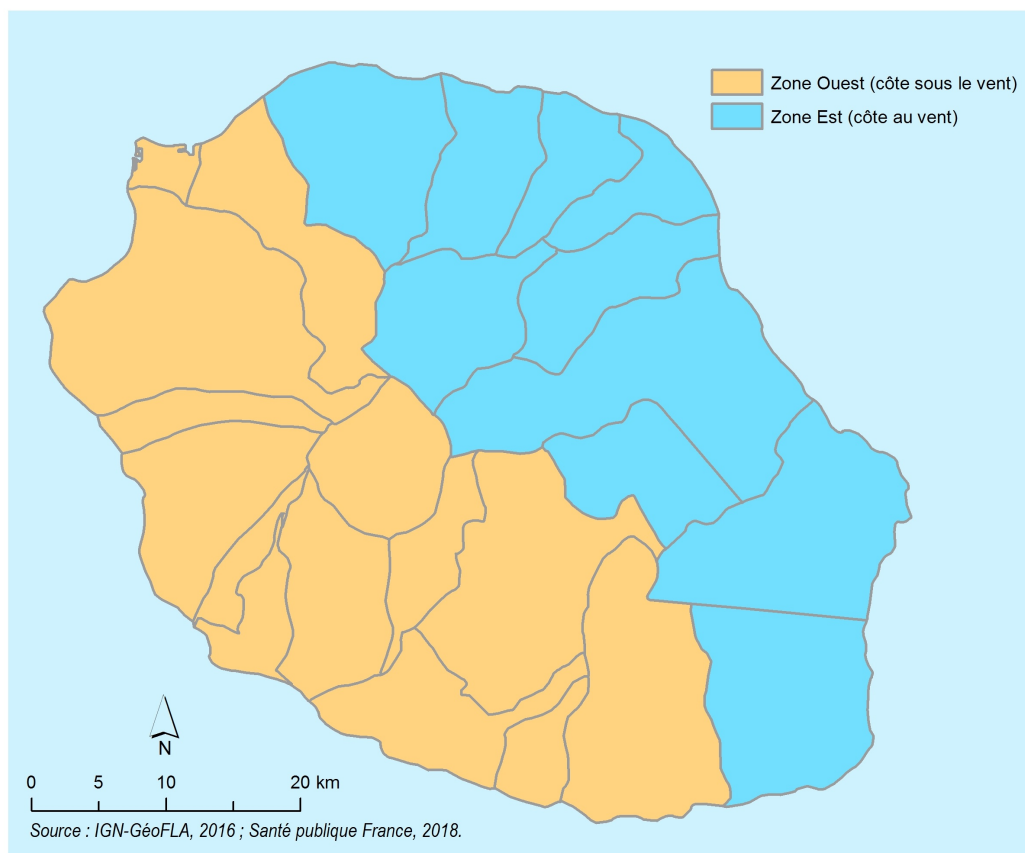 Zone Ouest (côte sous le vent)
Zone Est (côte au vent)
N
0 5 10 20 km
Source : IGN-GéoFLA, 2016 ; Santé publique France, 2018.